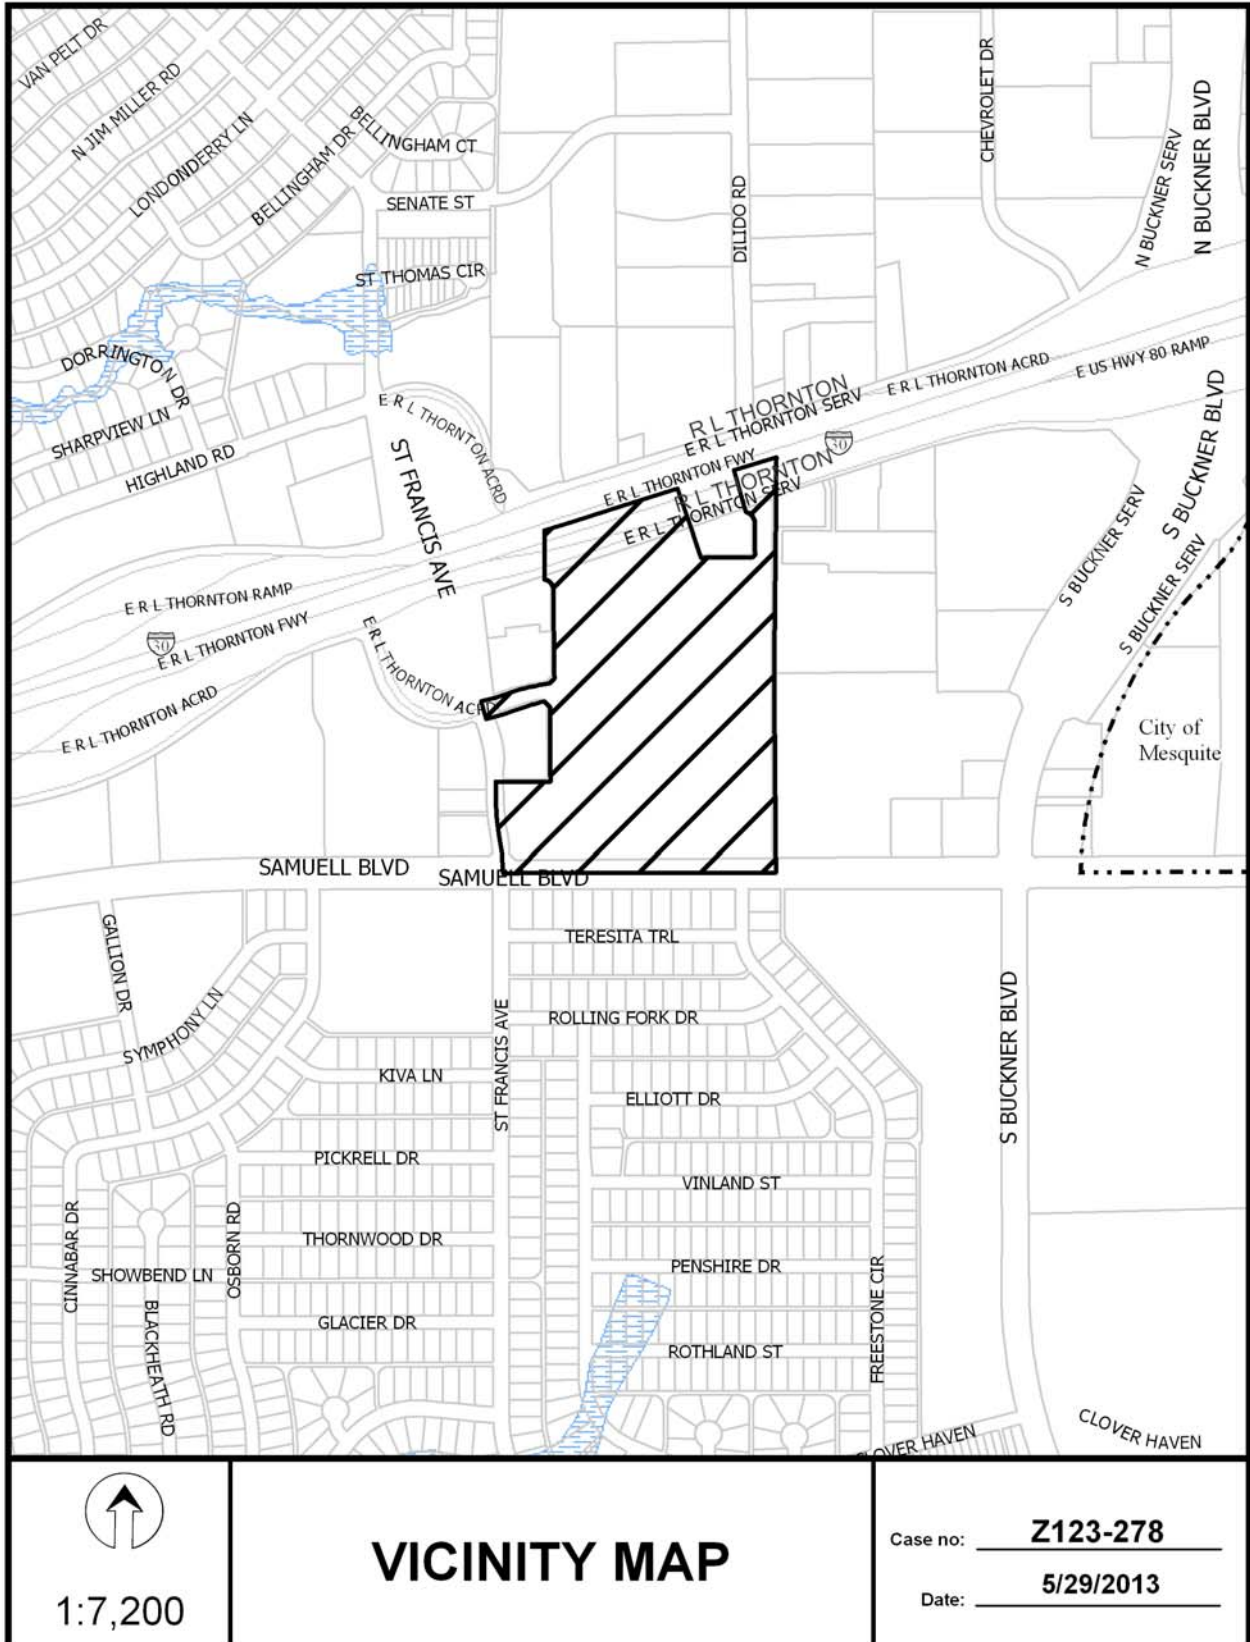 VAN PELT DR
N JIM MILLER RD
LONDONDERRY LN
BELLINGHAM DR
BELLINGHAM CT
SENATE ST
ST THOMAS CIR
DILIDO RD
CHEVROLET DR
N BUCKNER SERV
N BUCKNER BLVD
DORRINGTON DR
SHARPVIEW LN
HIGHLAND RD
E R L THORNTON ACRD
ST FRANCIS AVE
R L THORNTON
E R L THORNTON SERV
E R L THORNTON ACRD
E US HWY 80 RAMP
30
E R L THORNTON FWY
R L THORNTON
E R L THORNTON SERV
S BUCKNER BLVD
S BUCKNER SERV
S BUCKNER SERV
E R L THORNTON RAMP
30
E R L THORNTON FWY
E R L THORNTON ACRD
E R L THORNTON ACRD
City of
Mesquite
SAMUELL BLVD
SAMUELL BLVD
GALLION DR
SYMPHONY LN
TERESITA TRL
ROLLING FORK DR
ST FRANCIS AVE
KIVA LN
ELLIOTT DR
S BUCKNER BLVD
PICKRELL DR
VINLAND ST
CINNABAR DR
OSBORN RD
THORNWOOD DR
SHOWBEND LN
PENSHIRE DR
FREESTONE CIR
BLACKHEATH RD
GLACIER DR
ROTHLAND ST
CLOVER HAVEN
CLOVER HAVEN
1:7,200
VICINITY MAP
Case no: Z123-278
Date: 5/29/2013